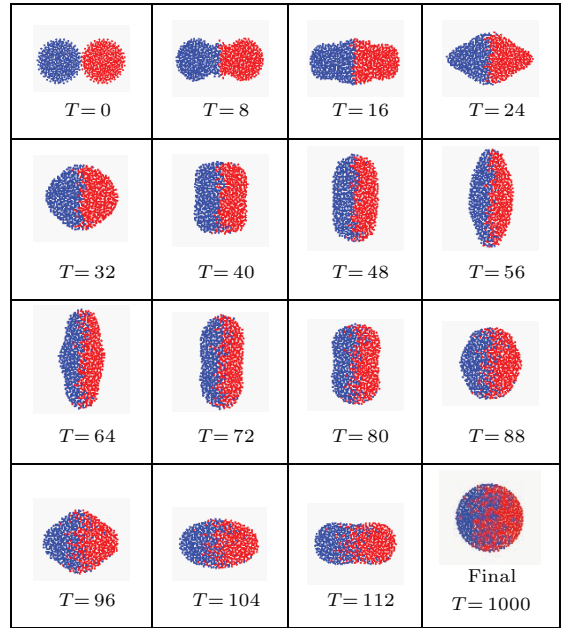 T=0
T=8
T=16
T=24
T=32
T=40
T=48
T=56
T=64
T=72
T=80
T=88
T=96
T=104
T=112
Final
T=1000